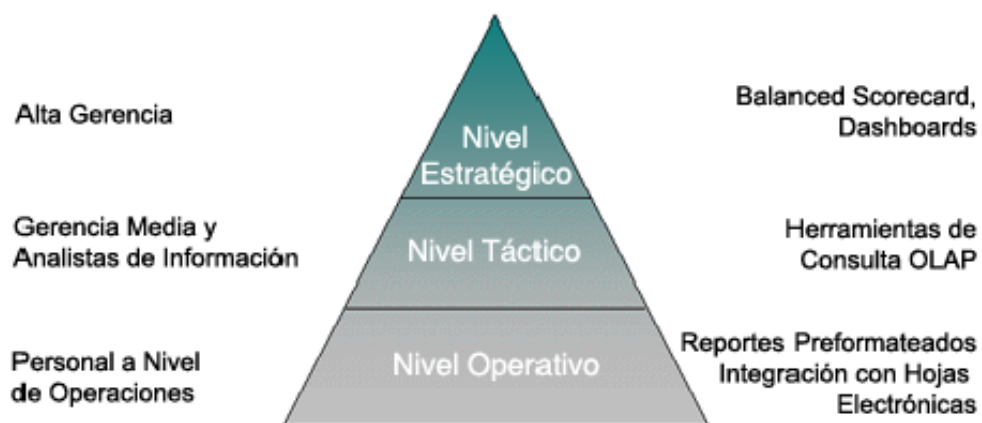 Alta Gerencia
Nivel
Estratégico
Balanced Scorecard,
Dashboards
Gerencia Media y
Analistas de Información
Nivel Táctico
Herramientas de
Consulta OLAP
Personal a Nivel
de Operaciones
Nivel Operativo
Reportes Preformateados
Integración con Hojas
Electrónicas